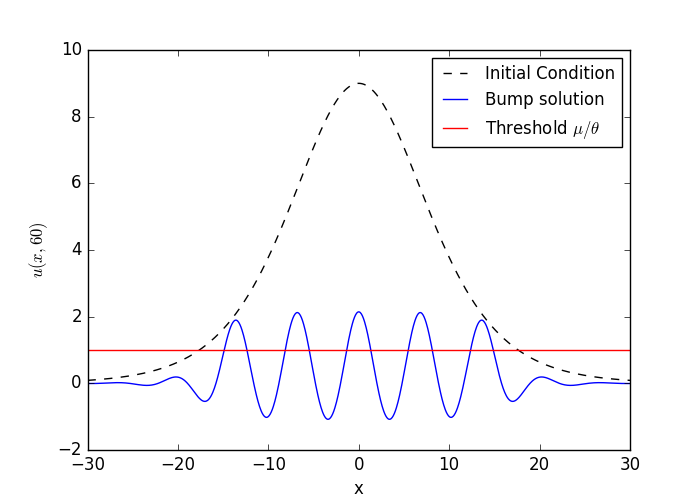 10
8
6
4
2
0
−2
−30
−20
−10
0
10
20
30
x
u(x, 60)
Initial Condition
Bump solution
Threshold μ/θ